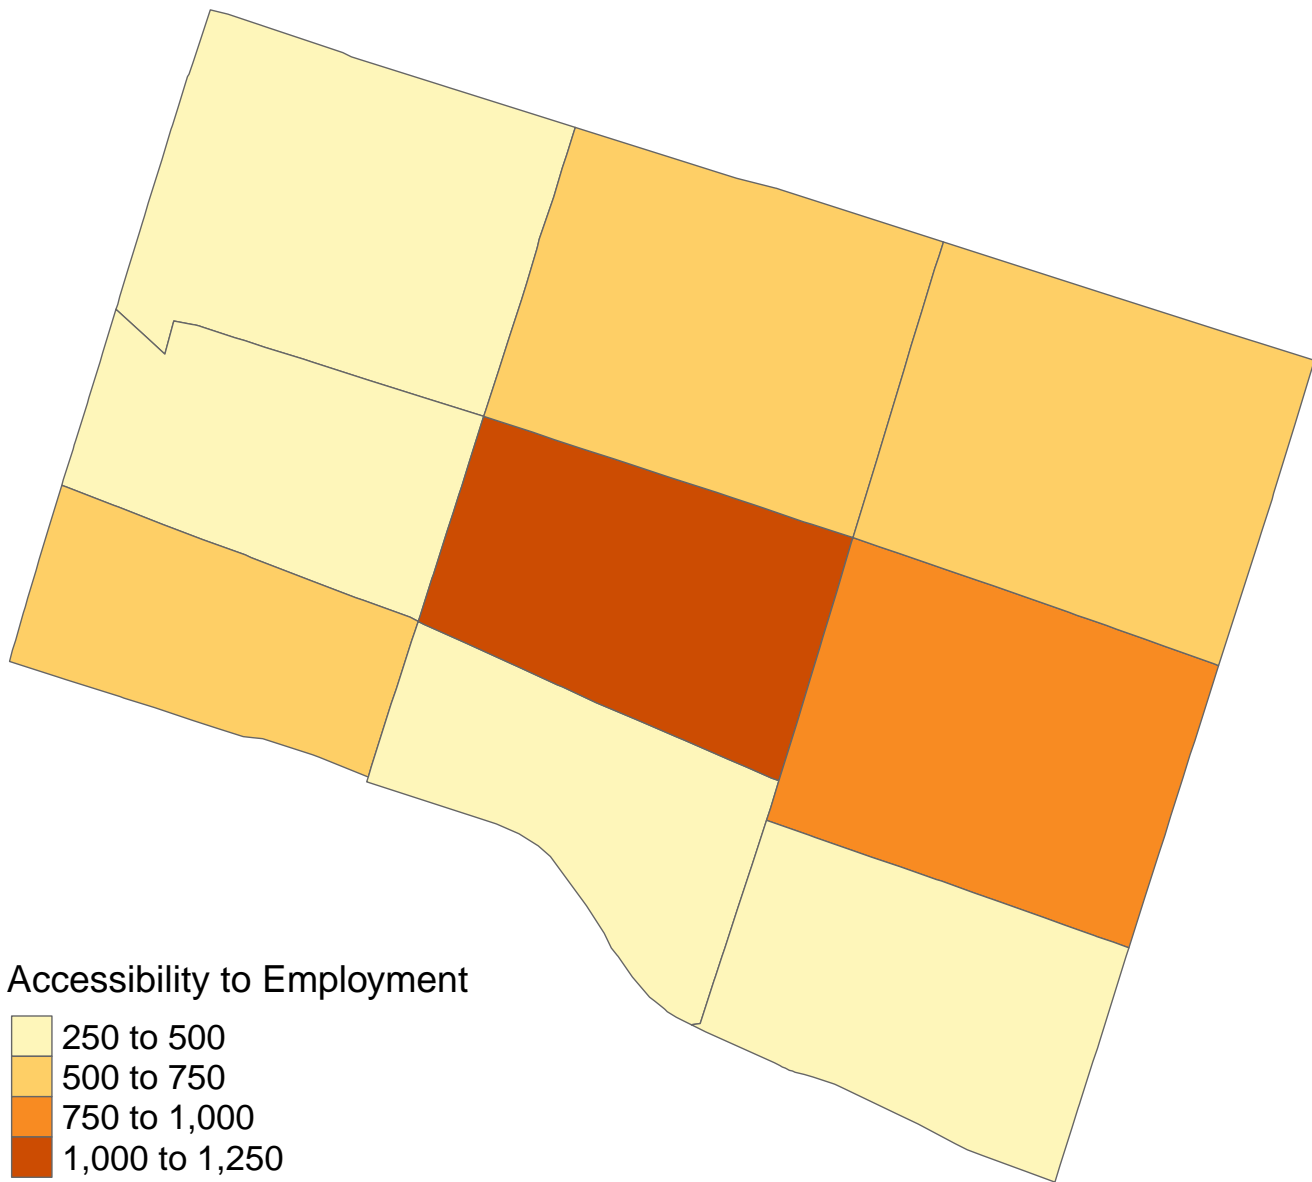 Accessibility to Employment
250 to 500
500 to 750
750 to 1,000
1,000 to 1,250